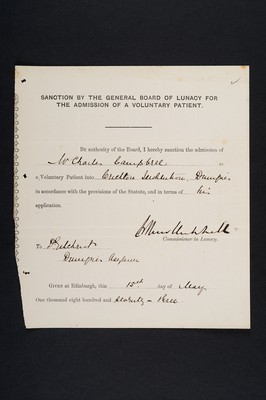 SANCTION BY THE GENERAL BOARD OF LUNACY FOR
THE ADMISSION OF A VOLUNTARY PATIENT.
By authority of the Board, I hereby sanction the admission of
Mr Charles Campbell as
a Voluntary Patient into Dumfries
in accordance with the provisions of the Statute, and in terms of his
application.
Commissioner in Lunacy.
To Dr Gilchrist
Dumfries Asylum
GIVEN at Edinburgh, this 15th day of May
One thousand eight hundred and seventy-